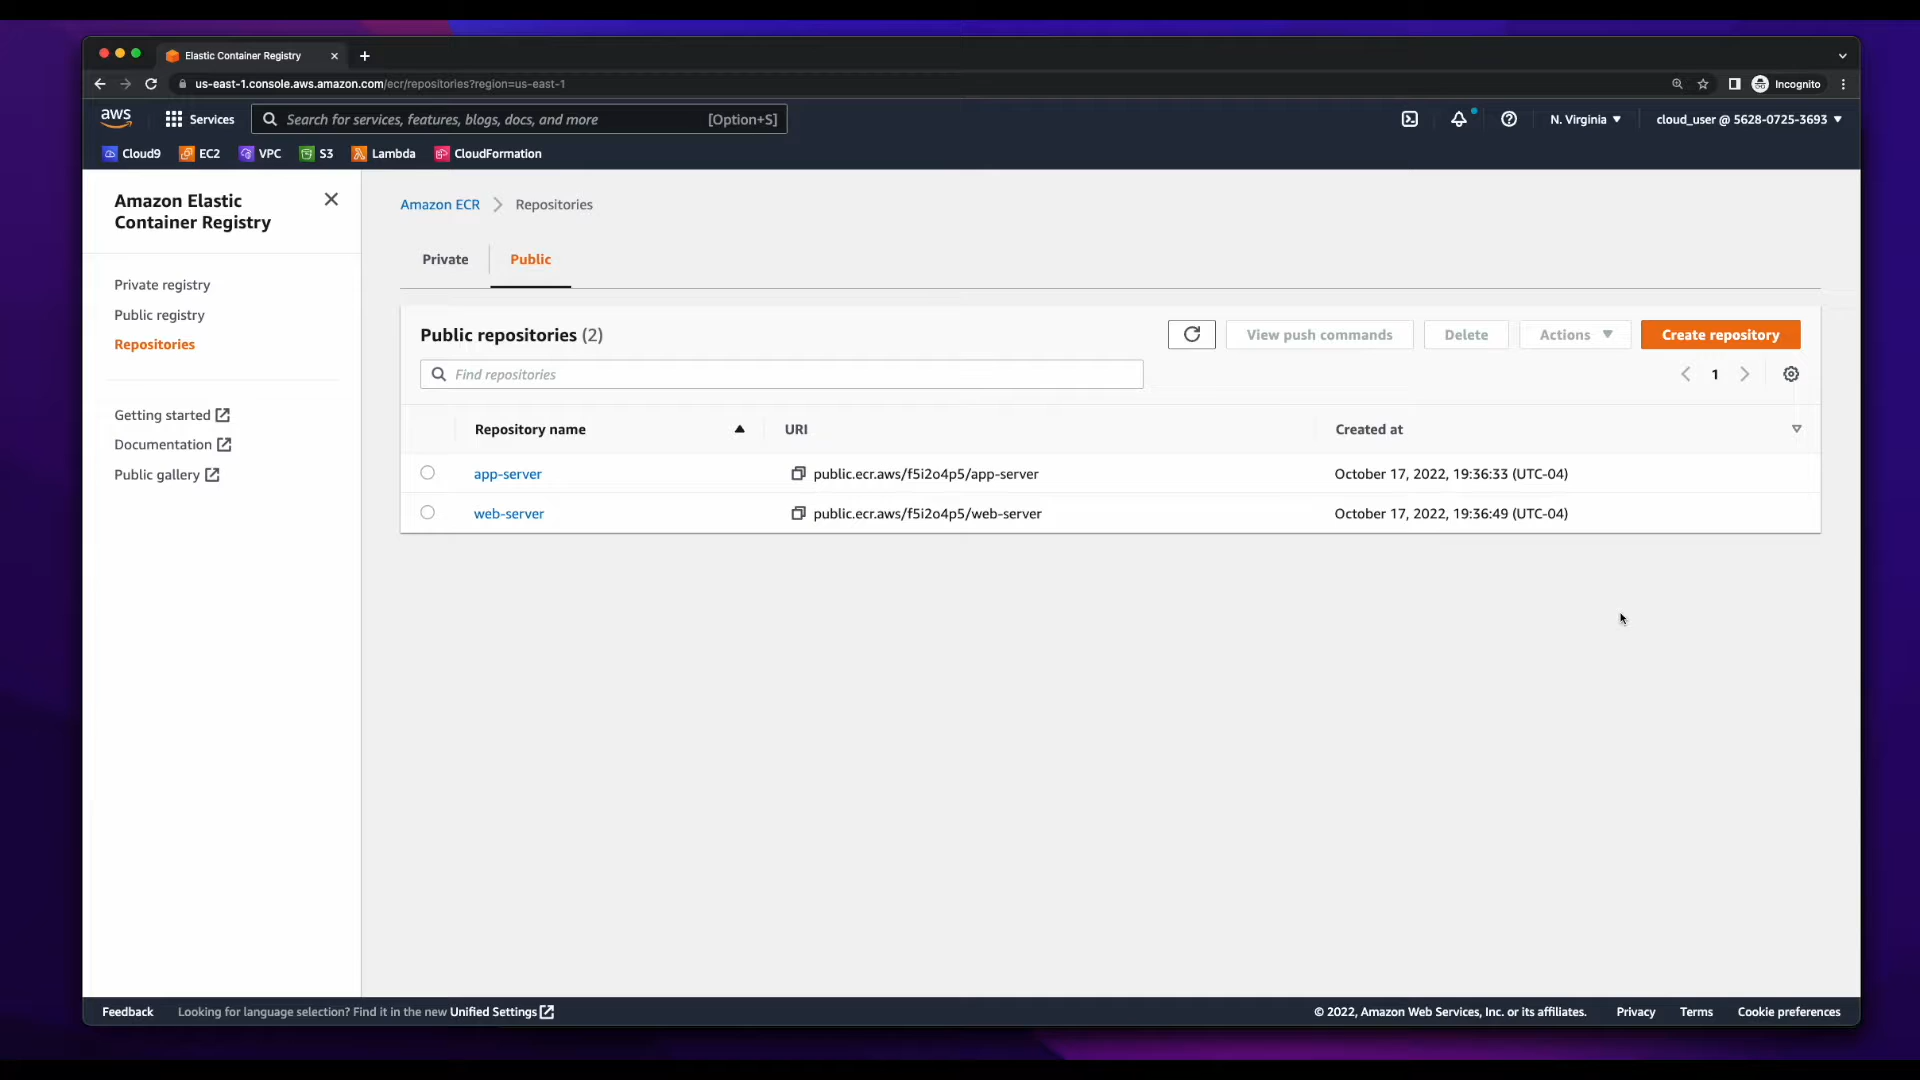 Elastic Container Registry
us-east-1.console.aws.amazon.com/ecr/repositories?region=us-east-1
Incognito
aws
Services
Search for services, features, blogs, docs, and more
[Option+S]
N. Virginia
cloud_user @ 5628-0725-3693
Cloud9
EC2
VPC
S3
Lambda
CloudFormation
Amazon Elastic
Container Registry
Private registry
Public registry
Repositories
Getting started
Documentation
Public gallery
Amazon ECR
Repositories
Private
Public
Public repositories (2)
View push commands
Delete
Actions
Create repository
Find repositories
1
Repository name
URI
Created at
app-server
public.ecr.aws/f5i2o4p5/app-server
October 17, 2022, 19:36:33 (UTC-04)
web-server
public.ecr.aws/f5i2o4p5/web-server
October 17, 2022, 19:36:49 (UTC-04)
Feedback
Looking for language selection? Find it in the new Unified Settings
© 2022, Amazon Web Services, Inc. or its affiliates.
Privacy
Terms
Cookie preferences